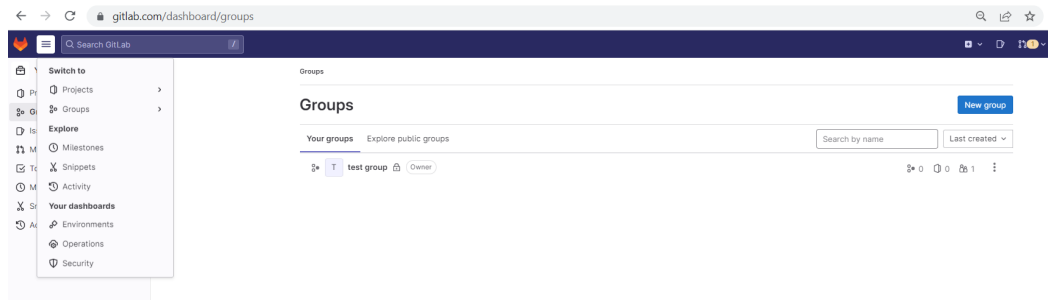 gitlab.com/dashboard/groups
Search GitLab
/
1
Switch to
Projects
Groups
Explore
Milestones
Snippets
Activity
Your dashboards
Environments
Operations
Security
Groups
Groups
New group
Your groups Explore public groups
Search by name
Last created
T test group Owner
0 0 1